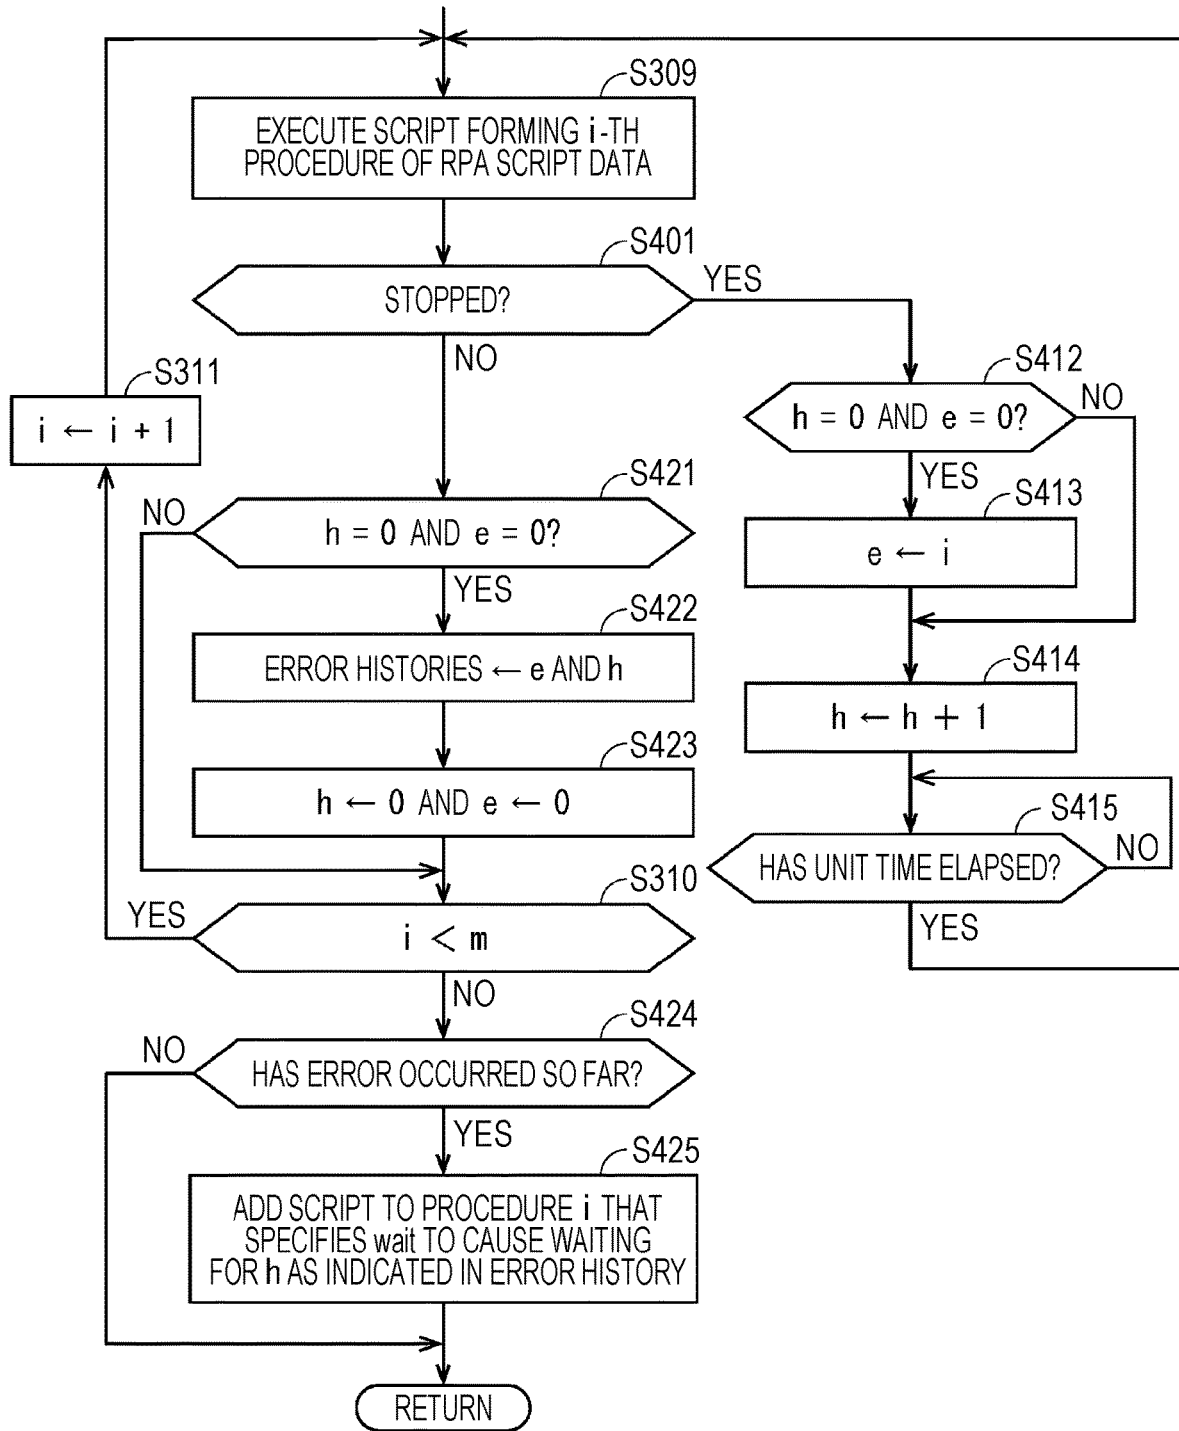 S309
EXECUTE SCRIPT FORMING i-TH
PROCEDURE OF RPA SCRIPT DATA
S401
STOPPED?
YES
NO
S412
h = 0 AND e = 0?
NO
YES
S413
e ← i
S414
h ← h + 1
S415
HAS UNIT TIME ELAPSED?
NO
YES
S311
i ← i + 1
S421
NO
h = 0 AND e = 0?
YES
S422
ERROR HISTORIES ← e AND h
S423
h ← 0 AND e ← 0
S310
YES
i < m
NO
S424
NO
HAS ERROR OCCURRED SO FAR?
YES
S425
ADD SCRIPT TO PROCEDURE i THAT
SPECIFIES wait TO CAUSE WAITING
FOR h AS INDICATED IN ERROR HISTORY
RETURN